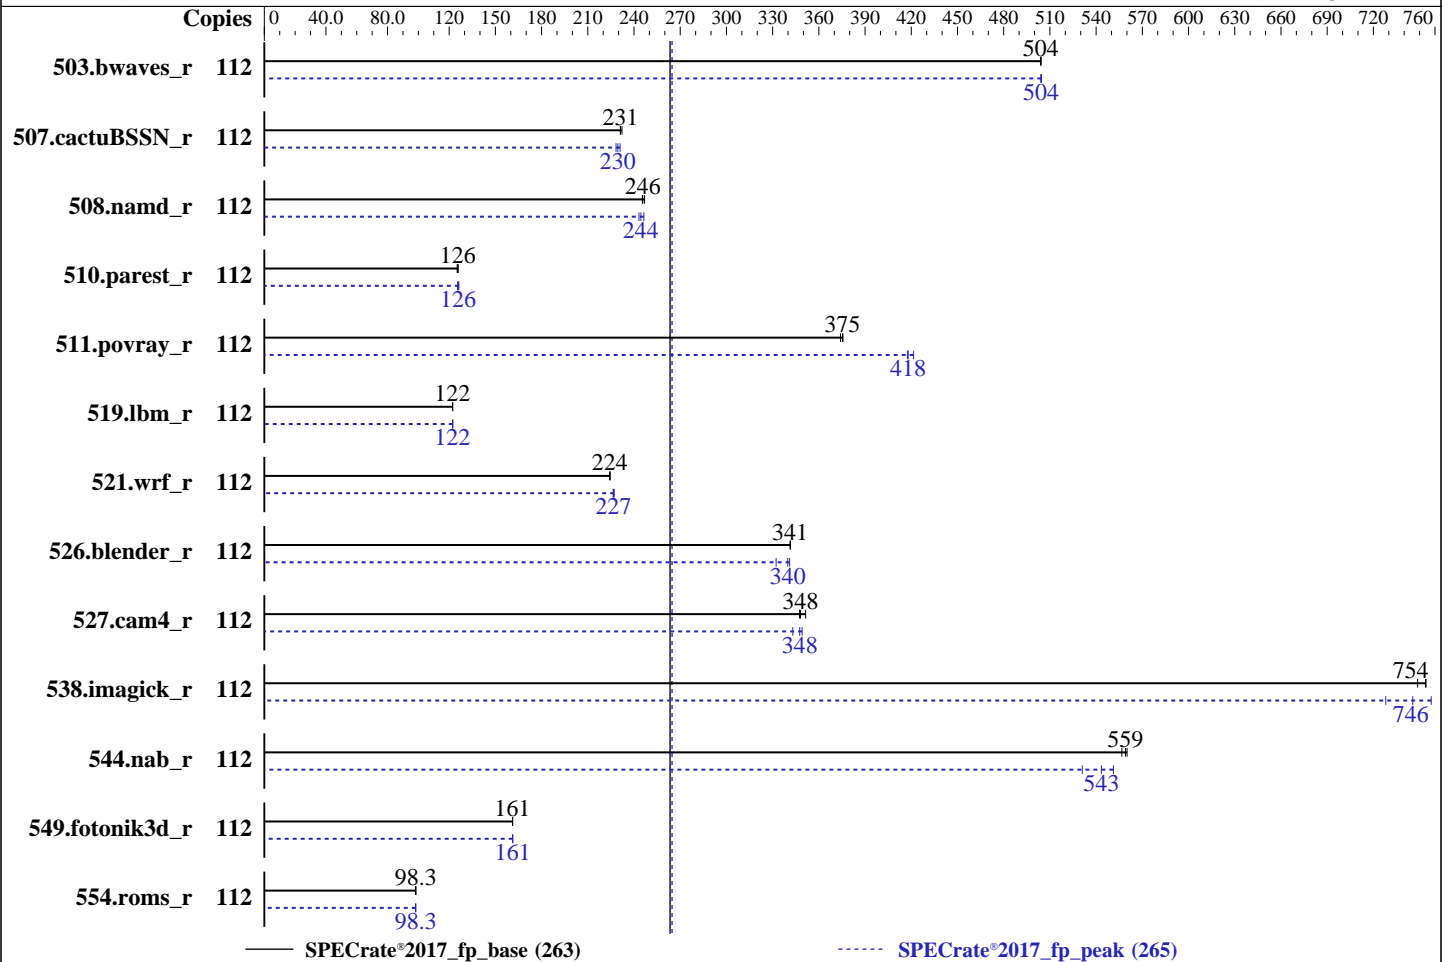 Copies 0 40.0 80.0 120 150 180 210 240 270 300 330 360 390 420 450 480 510 540 570 600 630 660 690 720 760
503.bwaves_r 112 504
504
507.cactuBSSN_r 112 231
230
508.namd_r 112 246
244
510.parest_r 112 126
126
511.povray_r 112 375
418
519.lbm_r 112 122
122
521.wrf_r 112 224
227
526.blender_r 112 341
340
527.cam4_r 112 348
348
538.imagick_r 112 754
746
544.nab_r 112 559
543
549.fotonik3d_r 112 161
161
554.roms_r 112 98.3
98.3
SPECrate®2017_fp_base (263) SPECrate®2017_fp_peak (265)